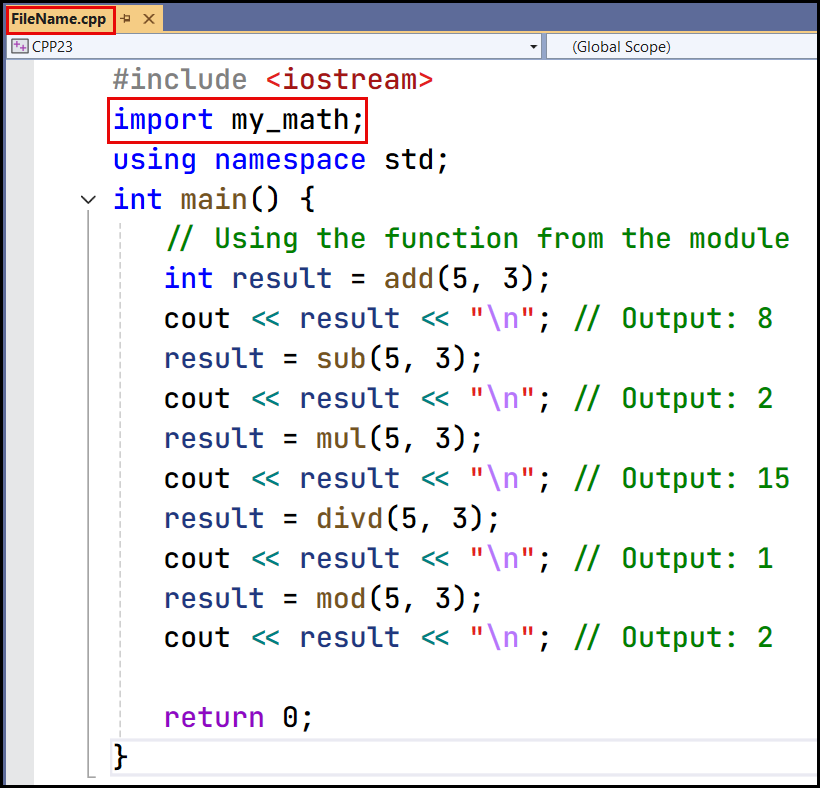 FileName.cpp
CPP23 (Global Scope)
#include <iostream>
import my_math;
using namespace std;
int main() {
// Using the function from the module
int result = add(5, 3);
cout << result << "\n"; // Output: 8
result = sub(5, 3);
cout << result << "\n"; // Output: 2
result = mul(5, 3);
cout << result << "\n"; // Output: 15
result = divd(5, 3);
cout << result << "\n"; // Output: 1
result = mod(5, 3);
cout << result << "\n"; // Output: 2
return 0;
}